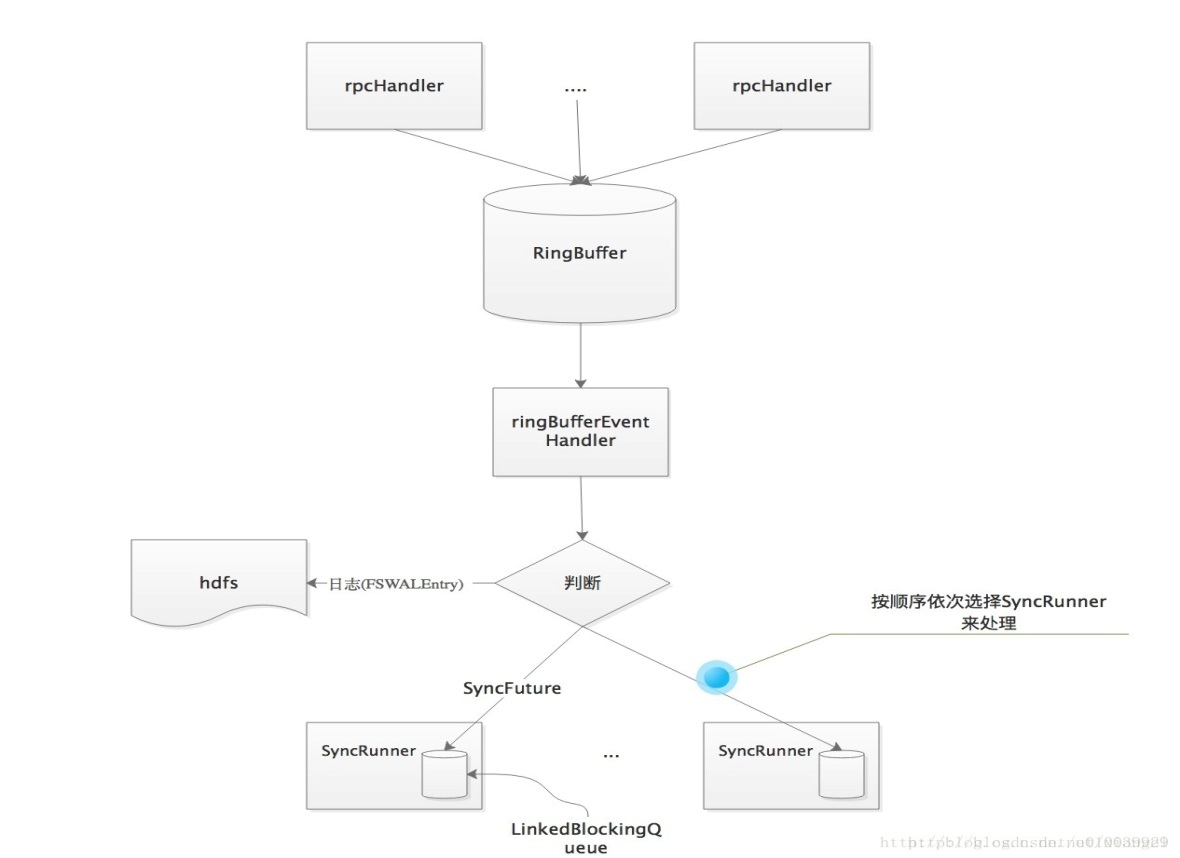 rpcHandler
....
rpcHandler
RingBuffer
ringBufferEvent
Handler
hdfs
日志(FSWALEntry)
判断
按顺序依次选择SyncRunner
来处理
SyncFuture
SyncRunner
...
SyncRunner
LinkedBlockingQ
ueue